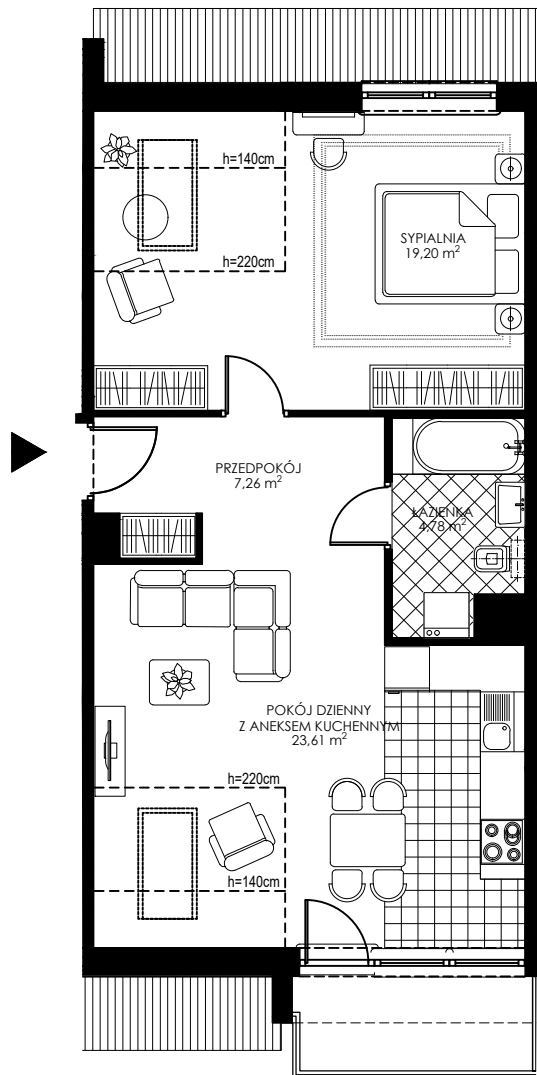 h=140cm
h=220cm
SYPIALNIA
19,20 m²
PRZEDPOKÓJ
7,26 m²
ŁAZIENKA
4,78 m²
POKÓJ DZIENNY
Z ANEKSEM KUCHENNYM
23,61 m²
h=220cm
h=140cm